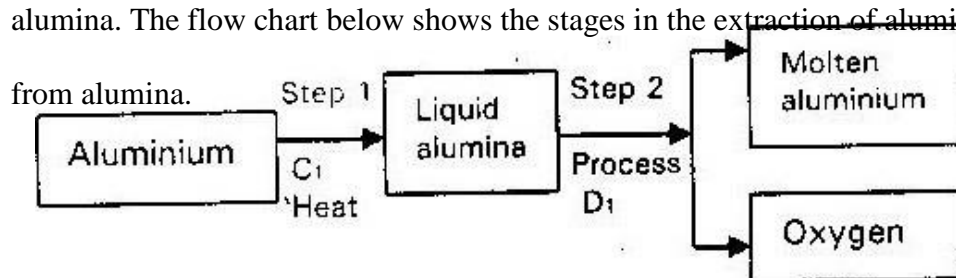 alumina. The flow chart below shows the stages in the extraction of alumi
from alumina.
Step 1
Step 2
Molten
aluminium
Liquid
alumina
Aluminium
C1
Heat
Process
D1
Oxygen